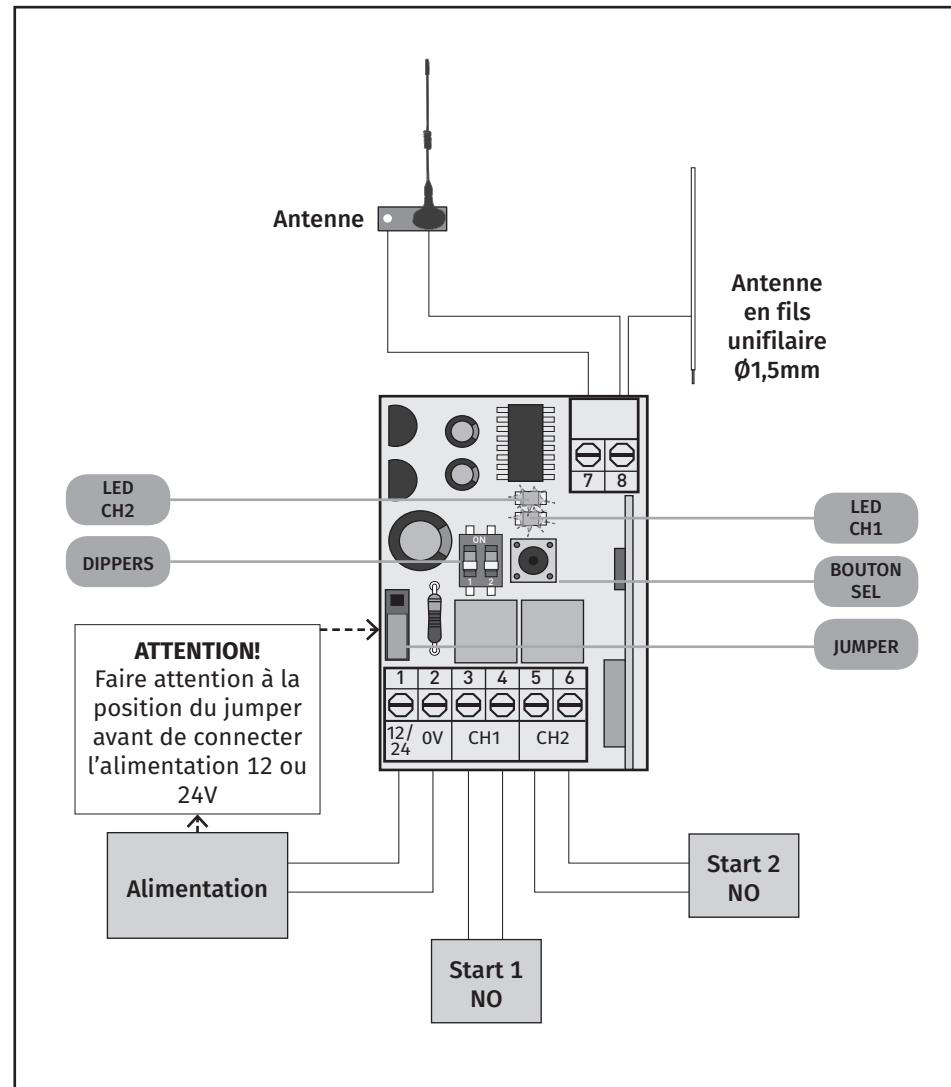 Antenne
Antenne
en fils
unifilaire
Ø1,5mm
7 8
LED
CH2
LED
CH1
ON
1 2
DIPPERS
BOUTON
SEL
JUMPER
ATTENTION!
Faire attention à la
position du jumper
avant de connecter
l'alimentation 12 ou
24V
1 2 3 4 5 6
12/
24 0V CH1 CH2
Alimentation
Start 2
NO
Start 1
NO